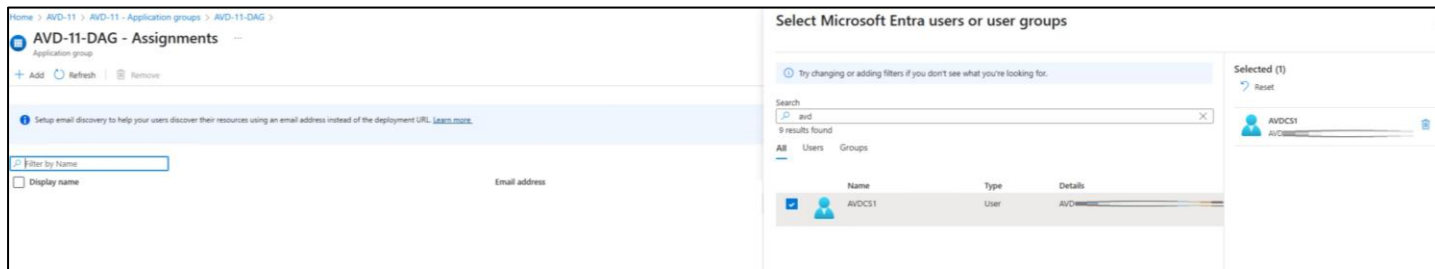 Home > AVD-11 > AVD-11 - Application groups > AVD-11-DAG >
AVD-11-DAG - Assignments ...
Application group
+ Add Refresh Remove
Setup email discovery to help your users discover their resources using an email address instead of the deployment URL. Learn more
Filter by Name
Display name Email address
Select Microsoft Entra users or user groups
Try changing or adding filters if you don't see what you're looking for.
Search
avd
9 results found
All Users Groups
Name Type Details
AVDCS1 User AVD
Selected (1)
Reset
AVDCS1
AVD